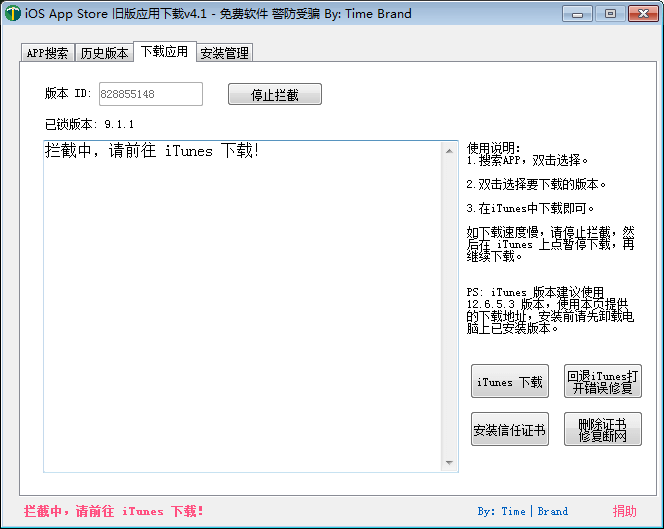 iOS App Store 旧版应用下载v4.1 - 免费软件 警防受骗 By: Time Brand
APP搜索 历史版本 下载应用 安装管理
版本 ID: 828855148 停止拦截
已锁版本: 9.1.1
拦截中，请前往 iTunes 下载!
使用说明:
1.搜索APP，双击选择。
2.双击选择要下载的版本。
3.在iTunes中下载即可。
如下载速度慢，请停止拦截，然
后在 iTunes 上点暂停下载，再
继续下载。
PS: iTunes 版本建议使用
12.6.5.3 版本，使用本页提供
的下载地址，安装前请先卸载电
脑上已安装版本。
iTunes 下载
回退iTunes打
开错误修复
安装信任证书
删除证书
修复断网
拦截中，请前往 iTunes 下载! By: Time|Brand 捐助